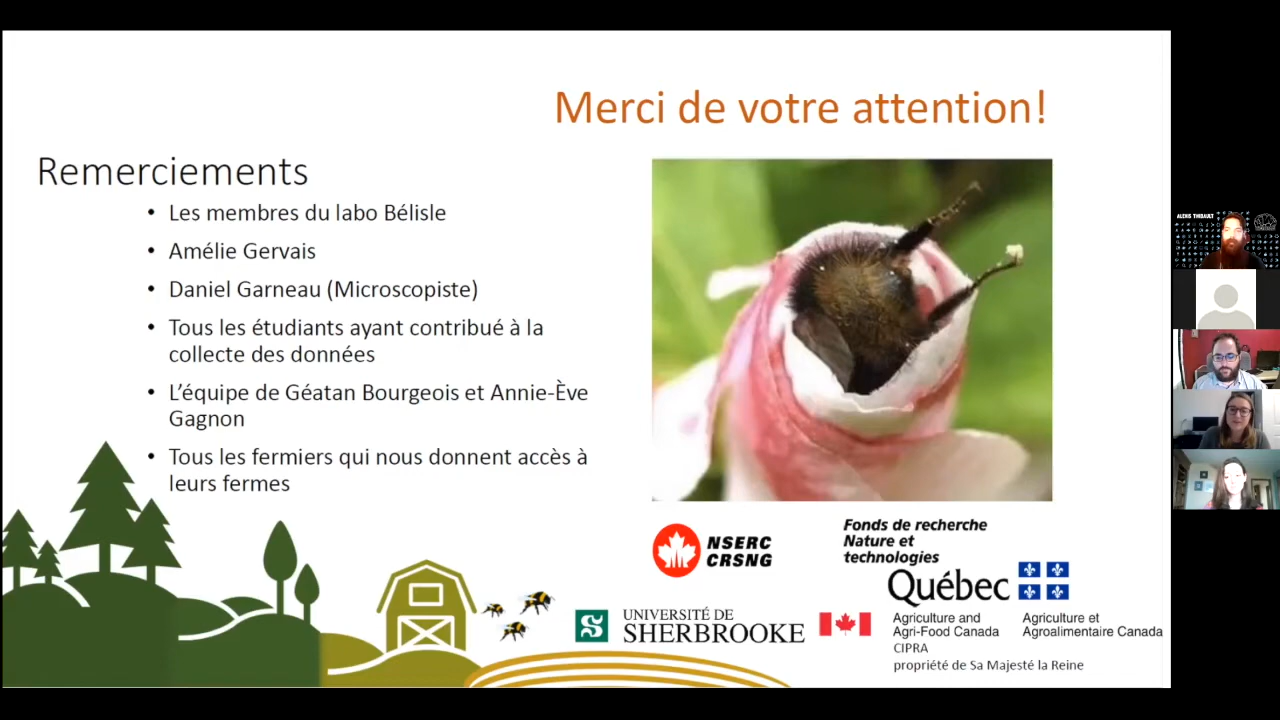 Merci de votre attention!
Remerciements
• Les membres du labo Bélisle
• Amélie Gervais
• Daniel Garneau (Microscopiste)
• Tous les étudiants ayant contribué à la
collecte des données
• L'équipe de Géatan Bourgeois et Annie-Ève
Gagnon
• Tous les fermiers qui nous donnent accès à
leurs fermes
NSERC
CRSNG
Fonds de recherche
Nature et
technologies
Québec
UNIVERSITÉ DE
SHERBROOKE
Agriculture and
Agri-Food Canada
Agriculture et
Agroalimentaire Canada
CIPRA
propriété de Sa Majesté la Reine
ALEXIS THIBAULT